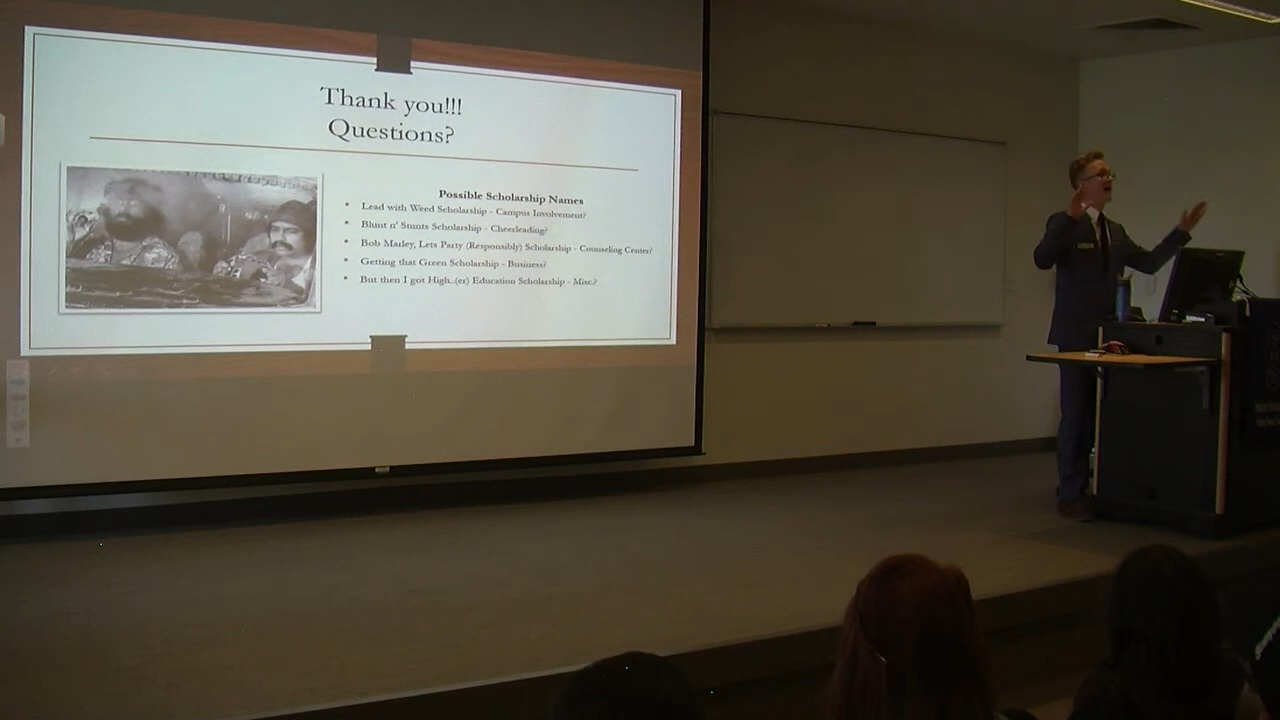 Thank you!!!
Questions?
Possible Scholarship Names
Lead with Weed Scholarship - Campus Involvement?
Blunt n' Stunts Scholarship - Cheerleading?
Bob Marley, Lets Party (Responsibly) Scholarship - Counseling Center?
Getting that Green Scholarship - Business?
But then I got High..(er) Education Scholarship - Misc.?